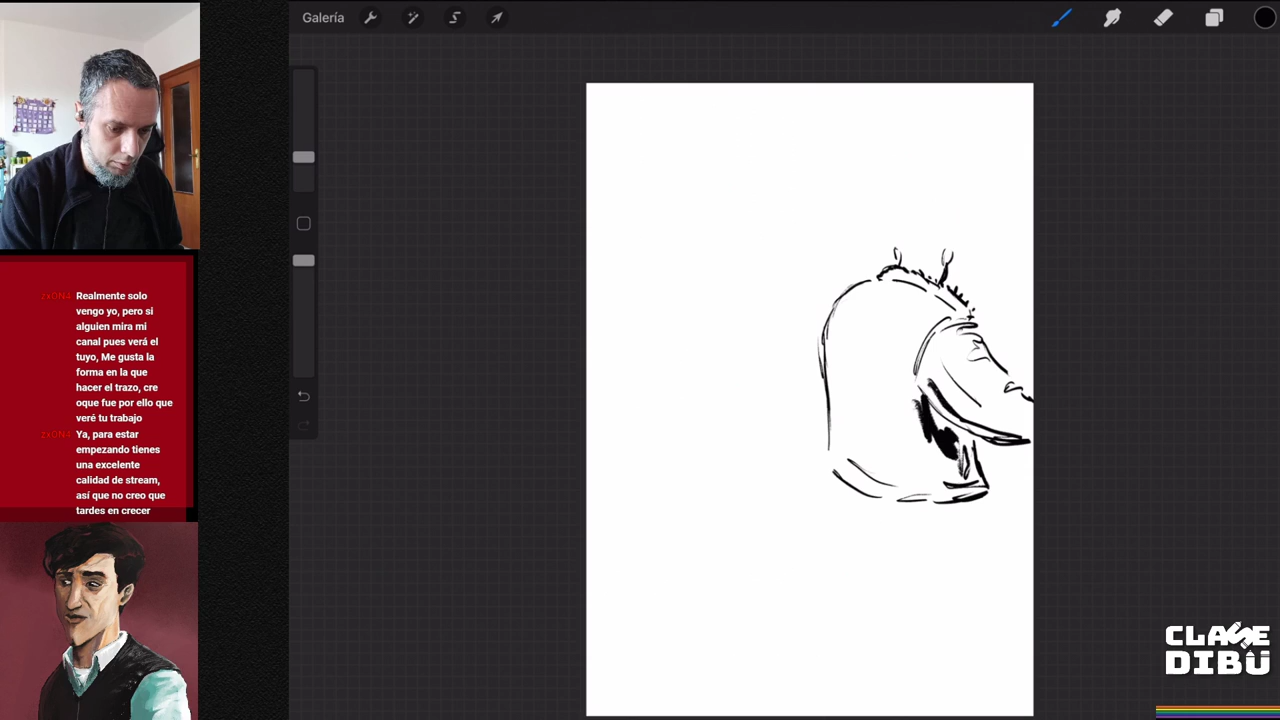 Galería
zxDN4 Realmente solo
vengo yo, pero si
alguien mira mi
canal pues verá el
tuyo, Me gusta la
forma en la que
hacer el trazo, cre
oque fue por ello que
veré tu trabajo
zxDN4 Ya, para estar
empezando tienes
una excelente
calidad de stream,
así que no creo que
tardes en crecer
CLASE
DIBU